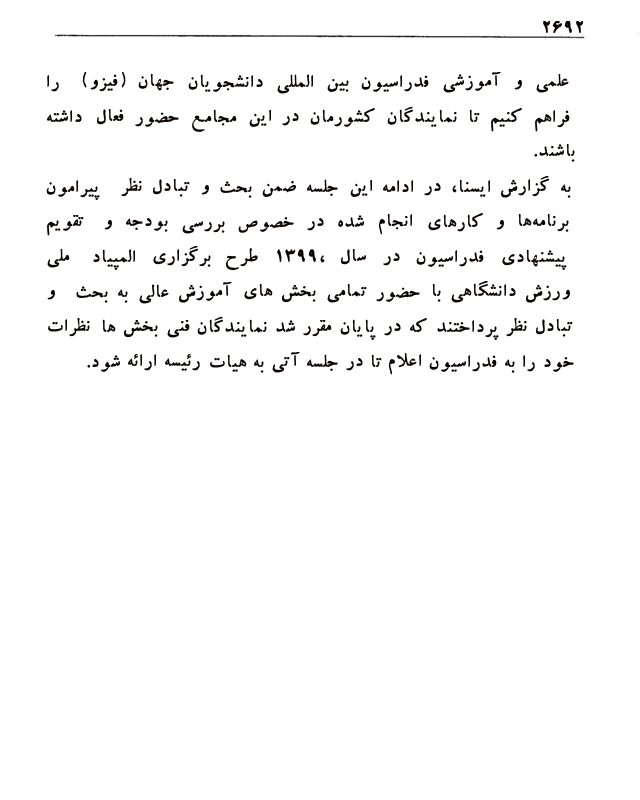 ۲۶۹۲
علمی و آموزشی فدراسیون بین المللی دانشجویان جهان (فیزو) را
فراهم کنیم تا نمایندگان کشورمان در این مجامع حضور فعال داشته
باشند.
به گزارش ایسنا، در ادامه این جلسه ضمن بحث و تبادل نظر پیرامون
برنامه‌ها و کارهای انجام شده در خصوص بررسی بودجه و تقویم
پیشنهادی فدراسیون در سال ۱۳۹۹، طرح برگزاری المپیاد ملی
ورزش دانشگاهی با حضور تمامی بخش های آموزش عالی به بحث و
تبادل نظر پرداختند که در پایان مقرر شد نمایندگان فنی بخش ها نظرات
خود را به فدراسیون اعلام تا در جلسه آتی به هیات رئیسه ارائه شود.